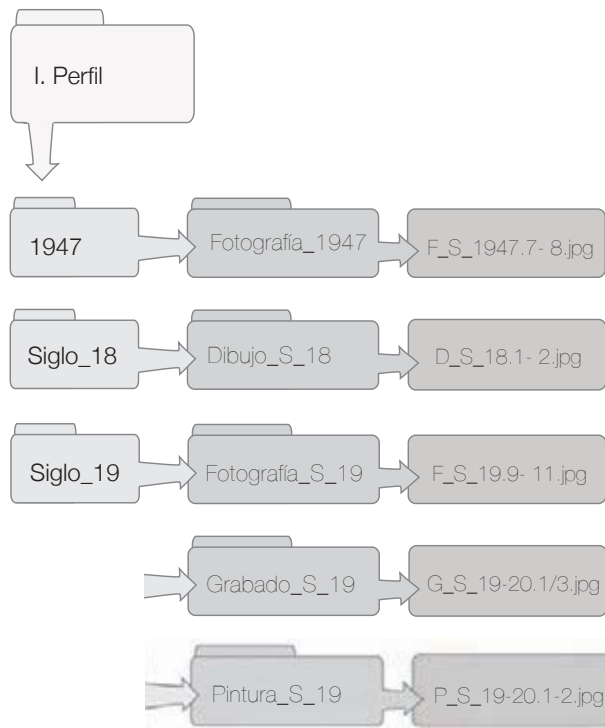 I. Perfil
1947
Fotografía_1947
F_S_1947.7- 8.jpg
Siglo_18
Dibujo_S_18
D_S_18.1- 2.jpg
Siglo_19
Fotografía_S_19
F_S_19.9- 11.jpg
Grabado_S_19
G_S_19-20.1/3.jpg
Pintura_S_19
P_S_19-20.1-2.jpg